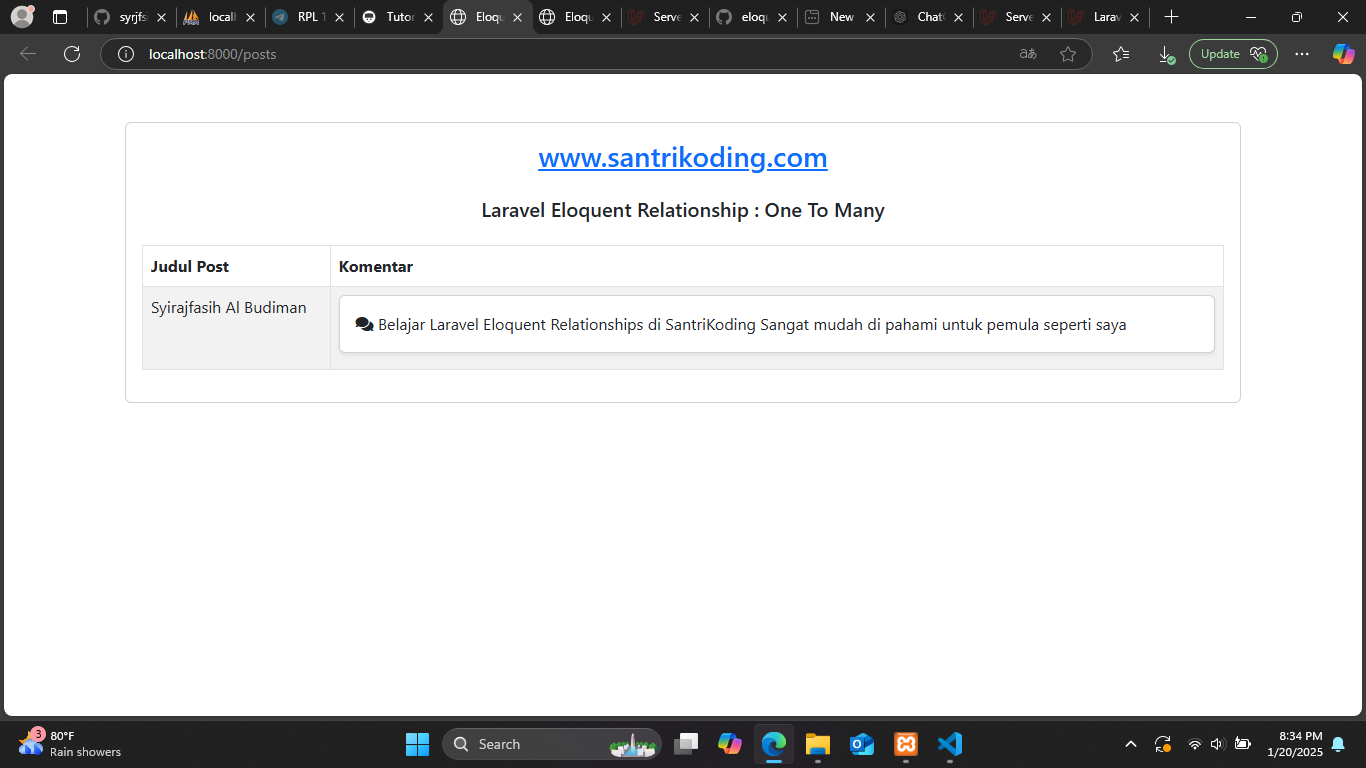 syrjfs
locall
RPL T
Tutor
Eloqu
Eloqu
Serve
eloqu
New
Chat
Serve
Larav
localhost:8000/posts
Update
www.santrikoding.com
Laravel Eloquent Relationship : One To Many
Judul Post Komentar
Syirajfasih Al Budiman Belajar Laravel Eloquent Relationships di SantriKoding Sangat mudah di pahami untuk pemula seperti saya
3
80°F
Rain showers
Search
8:34 PM
1/20/2025